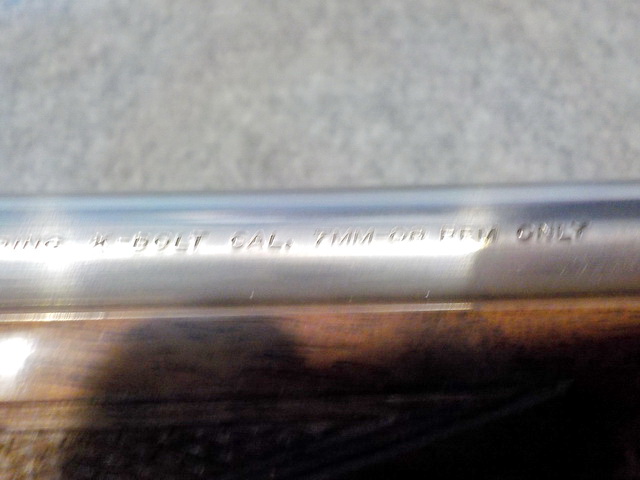 BOLT CAL. 7MM-08 REM ONLY